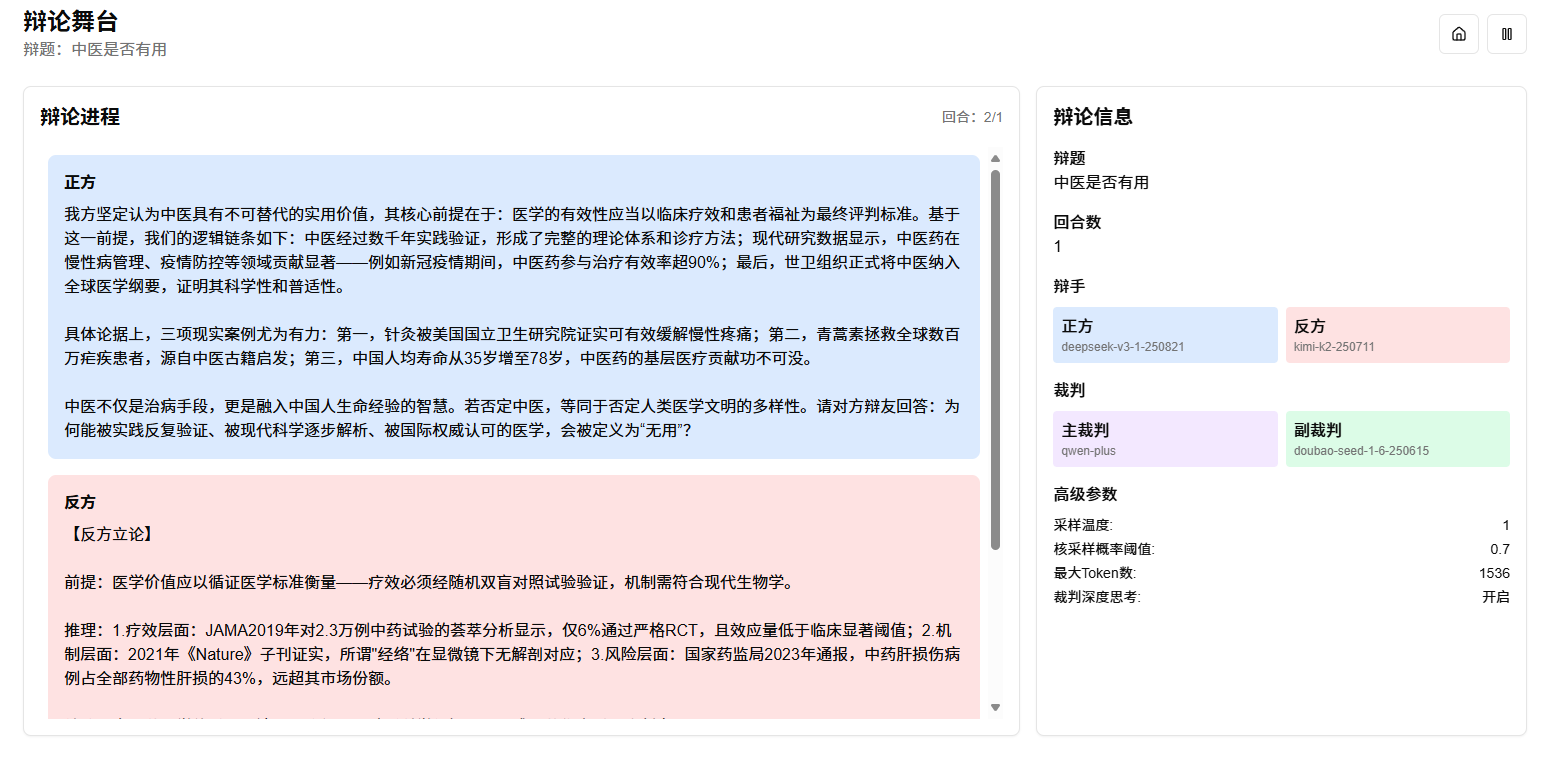 辩论舞台
辩题：中医是否有用
辩论进程
回合：2/1
正方
我方坚定认为中医具有不可替代的实用价值，其核心前提在于：医学的有效性应当以临床疗效和患者福祉为最终评判标准。基于
这一前提，我们的逻辑链条如下：中医经过数千年实践验证，形成了完整的理论体系和诊疗方法；现代研究数据显示，中医药在
慢性病管理、疫情防控等领域贡献显著——例如新冠疫情期间，中医药参与治疗有效率超90%；最后，世卫组织正式将中医纳入
全球医学纲要，证明其科学性和普适性。
具体论据上，三项现实案例尤为有力：第一，针灸被美国国立卫生研究院证实可有效缓解慢性疼痛；第二，青蒿素拯救全球数百
万疟疾患者，源自中医古籍启发；第三，中国人均寿命从35岁增至78岁，中医药的基层医疗贡献功不可没。
中医不仅是治病手段，更是融入中国人生命经验的智慧。若否定中医，等同于否定人类医学文明的多样性。请对方辩友回答：为
何能被实践反复验证、被现代科学逐步解析、被国际权威认可的医学，会被定义为“无用”？
反方
【反方立论】
前提：医学价值应以循证医学标准衡量——疗效必须经随机双盲对照试验验证，机制需符合现代生物学。
推理：1.疗效层面：JAMA2019年对2.3万例中药试验的荟萃分析显示，仅6%通过严格RCT，且效应量低于临床显著阈值；2.机
制层面：2021年《Nature》子刊证实，所谓"经络"在显微镜下无解剖对应；3.风险层面：国家药监局2023年通报，中药肝损伤病
例占全部药物性肝损的43%，远超其市场份额。
辩论信息
辩题
中医是否有用
回合数
1
辩手
正方
deepseek-v3-1-250821
反方
kimi-k2-250711
裁判
主裁判
qwen-plus
副裁判
doubao-seed-1-6-250615
高级参数
采样温度:
1
核采样概率阈值:
0.7
最大Token数:
1536
裁判深度思考:
开启